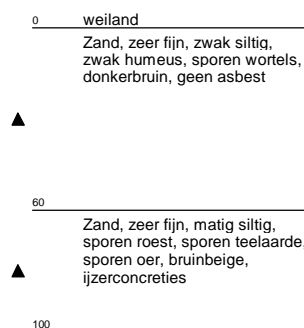 0 weiland
Zand, zeer fijn, zwak siltig,
zwak humeus, sporen wortels,
donkerbruin, geen asbest
60
Zand, zeer fijn, matig siltig,
sporen roest, sporen teelaarde,
sporen oer, bruinbeige,
ijzerconcreties
100